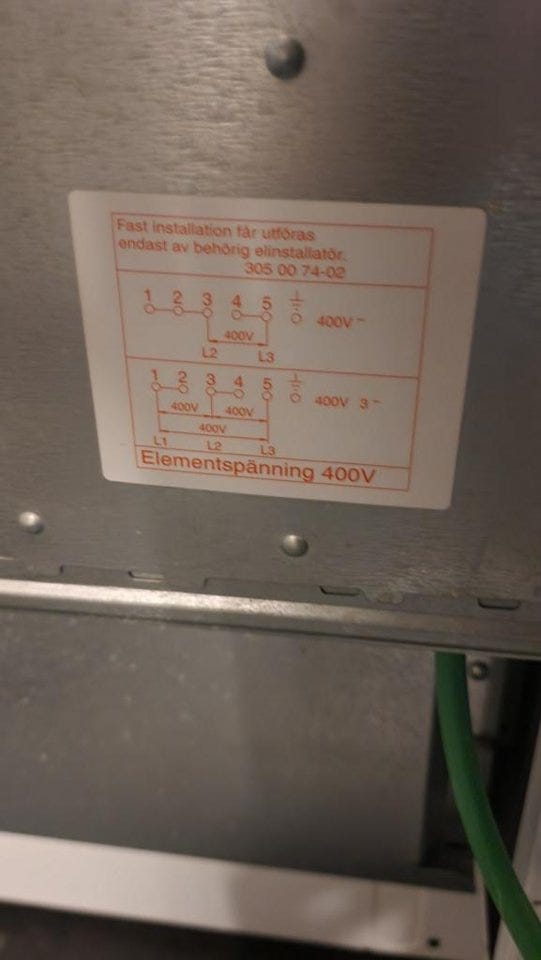 Fast installation får utföras
endast av behörig elinstallatör.
305 00 74-02
1 2 3 4 5
400V~
400V
L2 L3
1 2 3 4 5
400V 3~
400V 400V
400V
L1 L2 L3
Elementspänning 400V